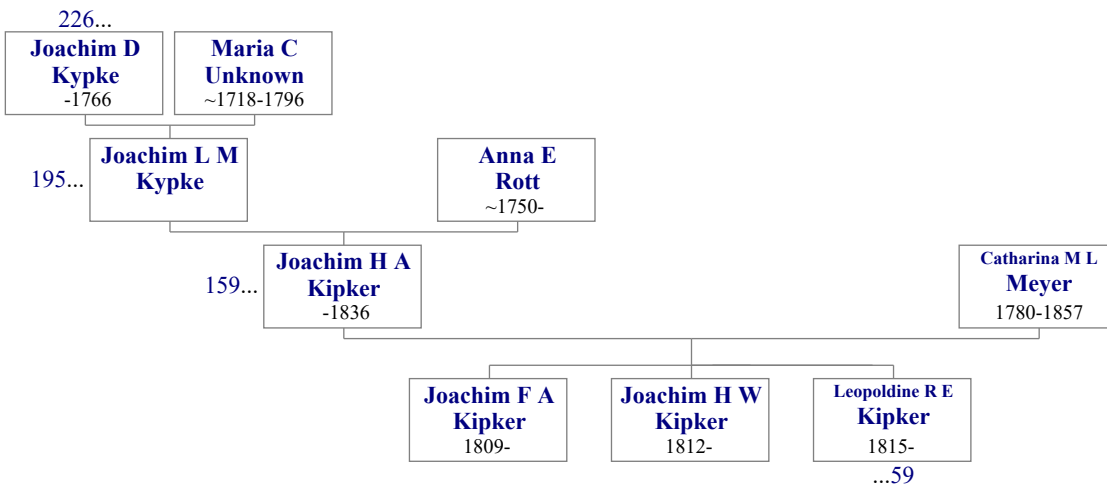 226...
Joachim D
Kypke
-1766
Maria C
Unknown
~1718-1796
195...
Joachim L M
Kypke
Anna E
Rott
~1750-
159...
Joachim H A
Kipker
-1836
Catharina M L
Meyer
1780-1857
Joachim F A
Kipker
1809-
Joachim H W
Kipker
1812-
Leopoldine R E
Kipker
1815-
...59